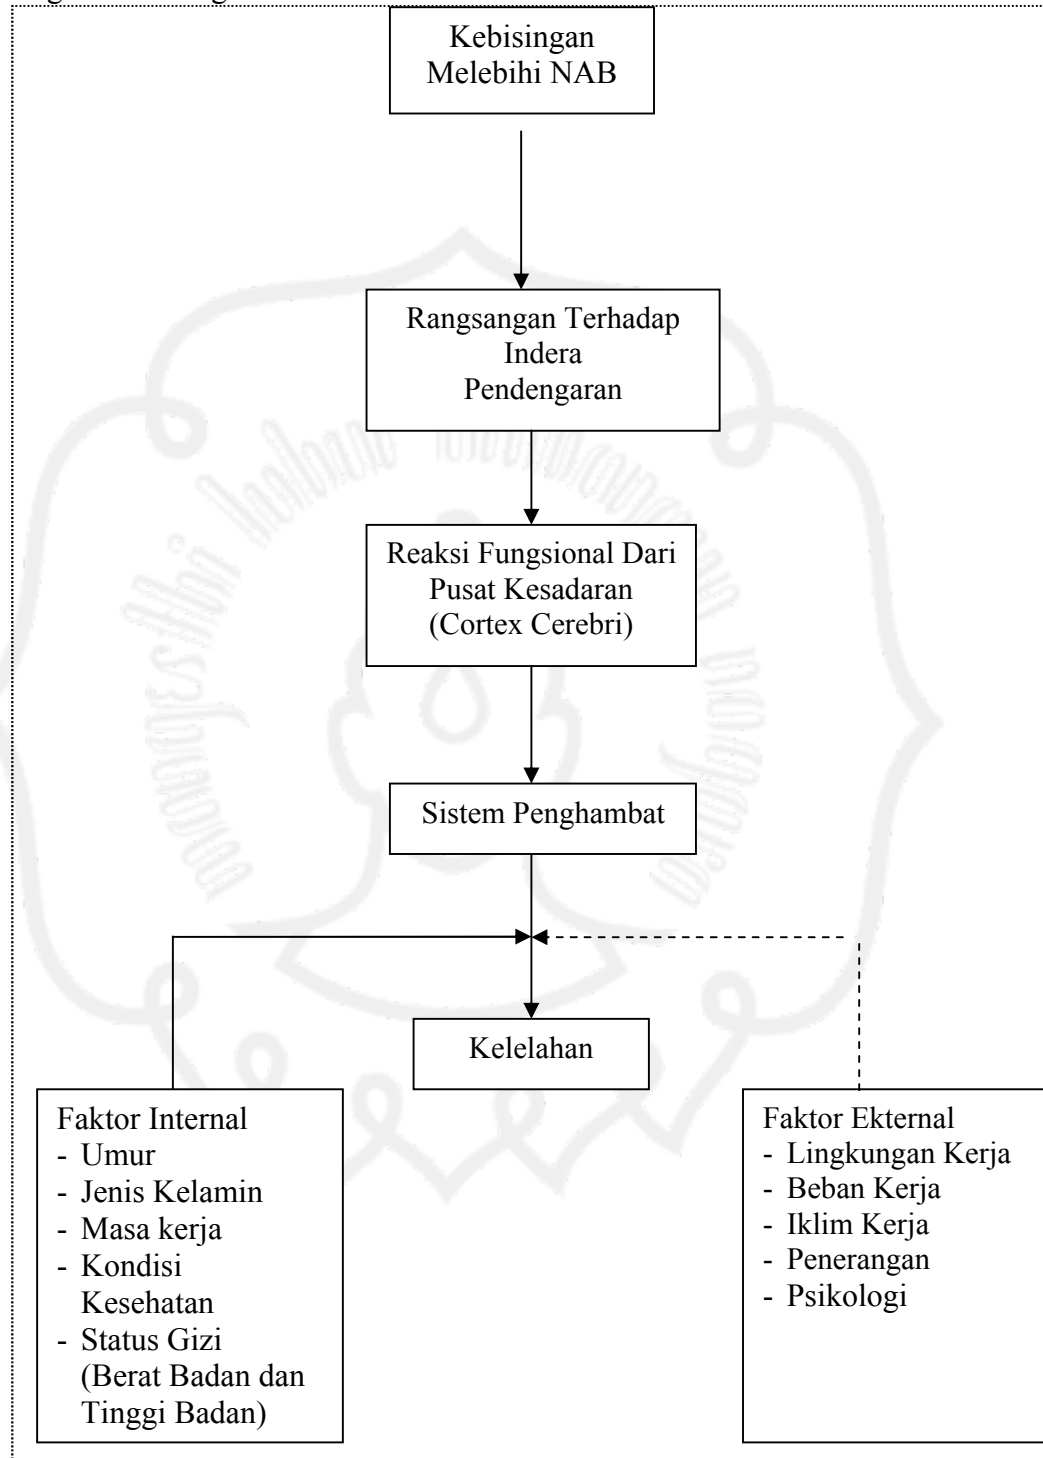 Kebisingan
Melebihi NAB
Rangsangan Terhadap
Indera
Pendengaran
Reaksi Fungsional Dari
Pusat Kesadaran
(Cortex Cerebri)
Sistem Penghambat
Kelelahan
Faktor Internal
- Umur
- Jenis Kelamin
- Masa kerja
- Kondisi
Kesehatan
- Status Gizi
(Berat Badan dan
Tinggi Badan)
Faktor Ekternal
- Lingkungan Kerja
- Beban Kerja
- Iklim Kerja
- Penerangan
- Psikologi